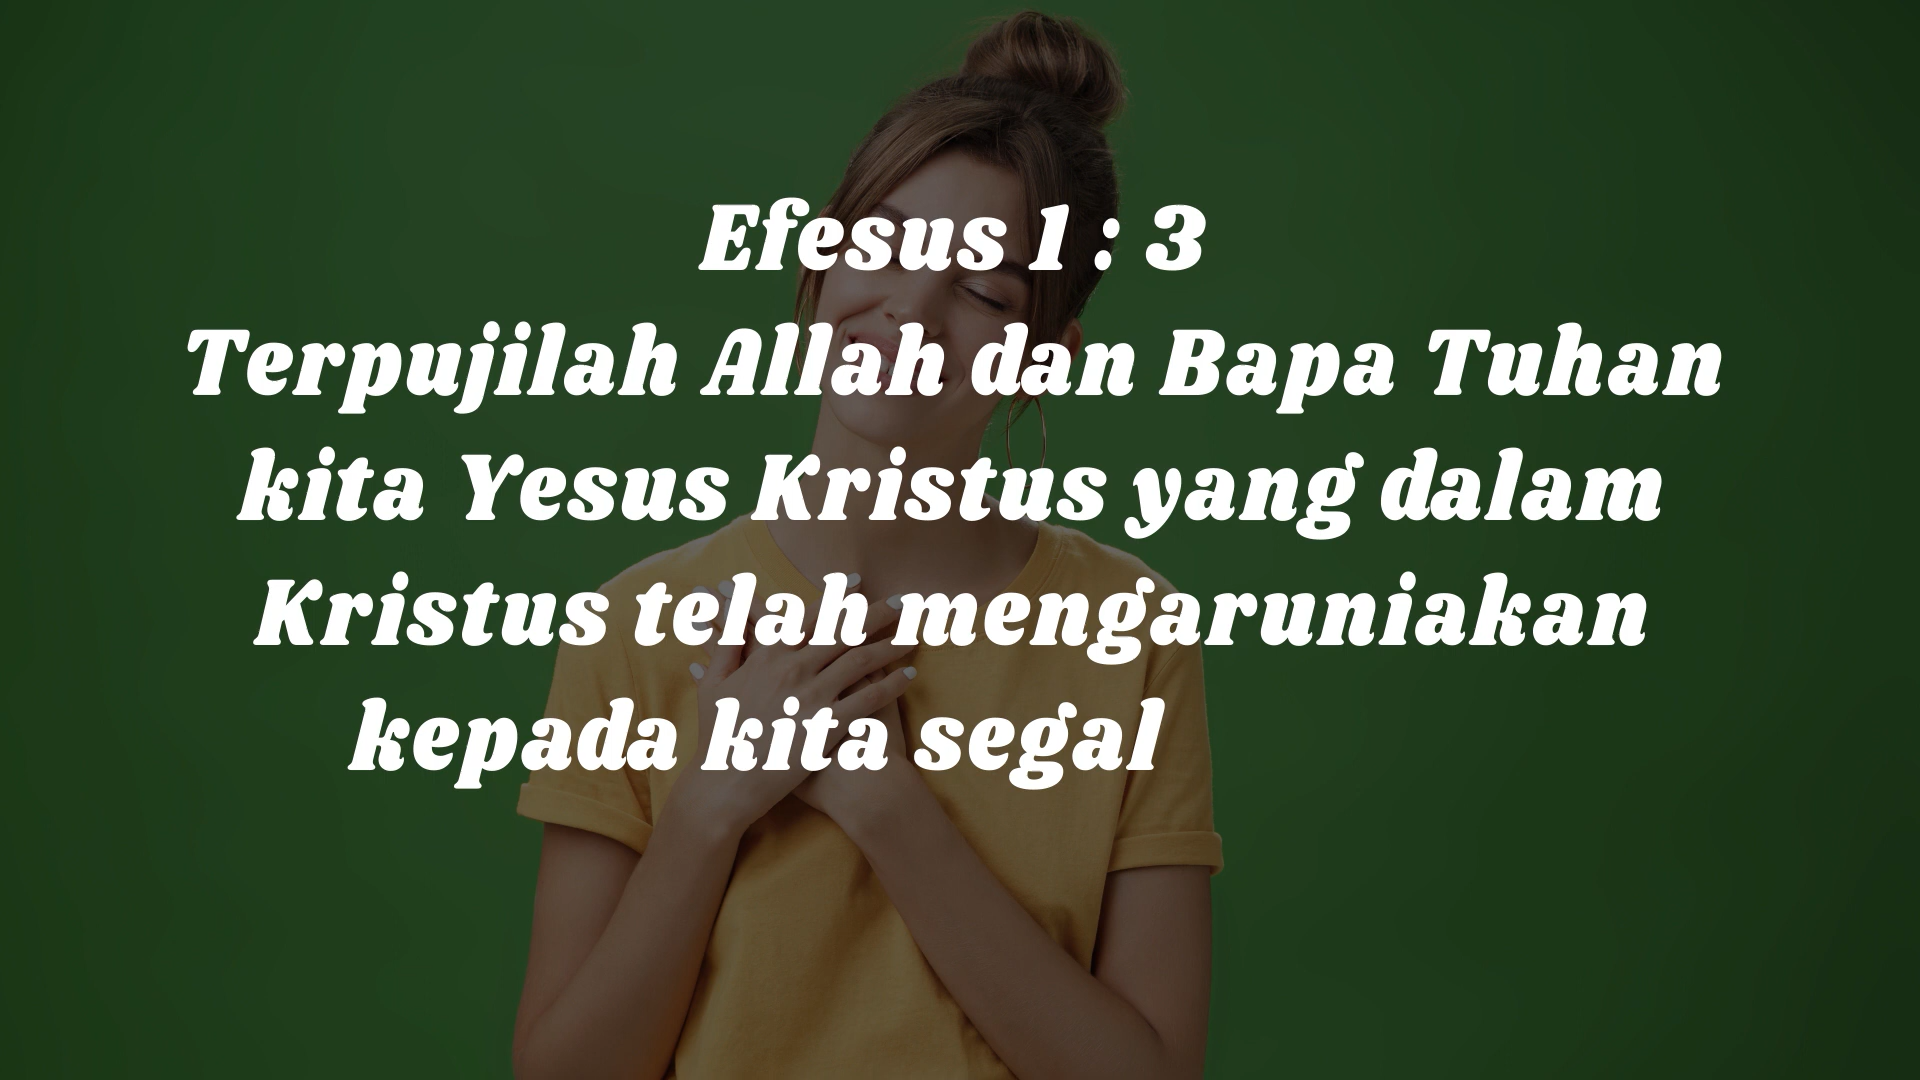 Efesus 1 : 3
Terpujilah Allah dan Bapa Tuhan
kita Yesus Kristus yang dalam
Kristus telah mengaruniakan
kepada kita segal